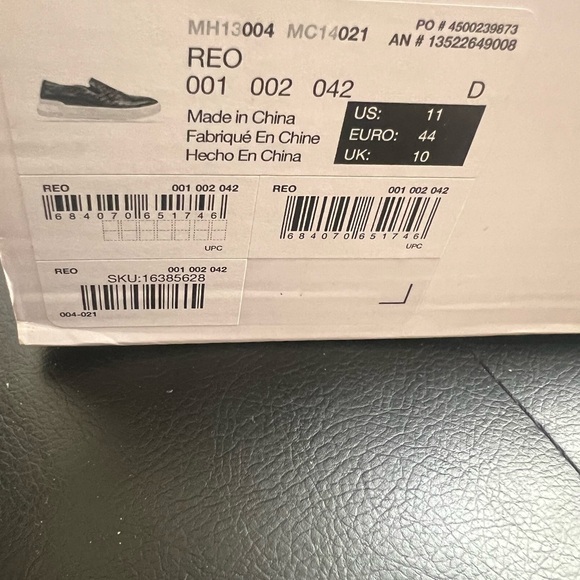 MH13004 MC14021
PO # 4500239873
AN # 13522649008
REO
001 002 042 D
Made in China
Fabriqué En Chine
Hecho En China
US: 11
EURO: 44
UK: 10
REO 001 002 042
684070651746
UPC
REO 001 002 042
684070651746
UPC
REO 001 002 042
SKU:16385628
004-021